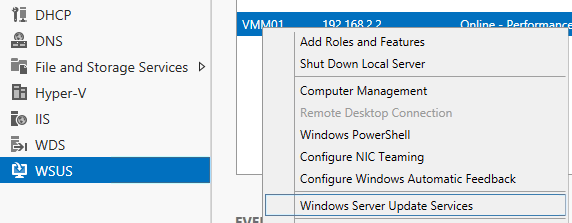 DHCP
DNS
File and Storage Services
Hyper-V
IIS
WDS
WSUS
VMM01 192.168.2.2 Online - Performa
Add Roles and Features
Shut Down Local Server
Computer Management
Remote Desktop Connection
Windows PowerShell
Configure NIC Teaming
Configure Windows Automatic Feedback
Windows Server Update Services